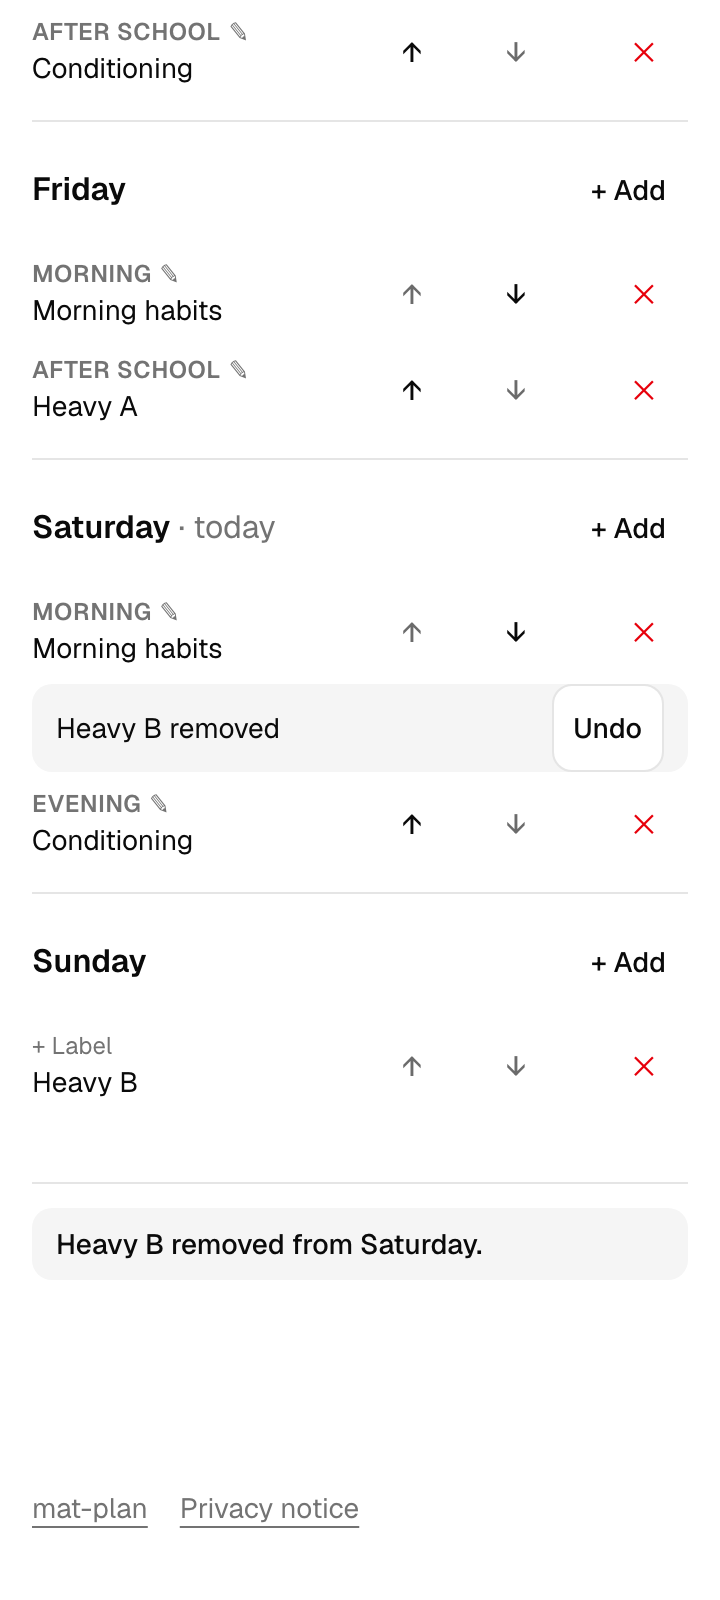 AFTER SCHOOL ✎
Conditioning
↑ ↓ ×
Friday
+ Add
MORNING ✎
Morning habits
↑ ↓ ×
AFTER SCHOOL ✎
Heavy A
↑ ↓ ×
Saturday · today
+ Add
MORNING ✎
Morning habits
↑ ↓ ×
Heavy B removed
Undo
EVENING ✎
Conditioning
↑ ↓ ×
Sunday
+ Add
+ Label
Heavy B
↑ ↓ ×
Heavy B removed from Saturday.
mat-plan Privacy notice